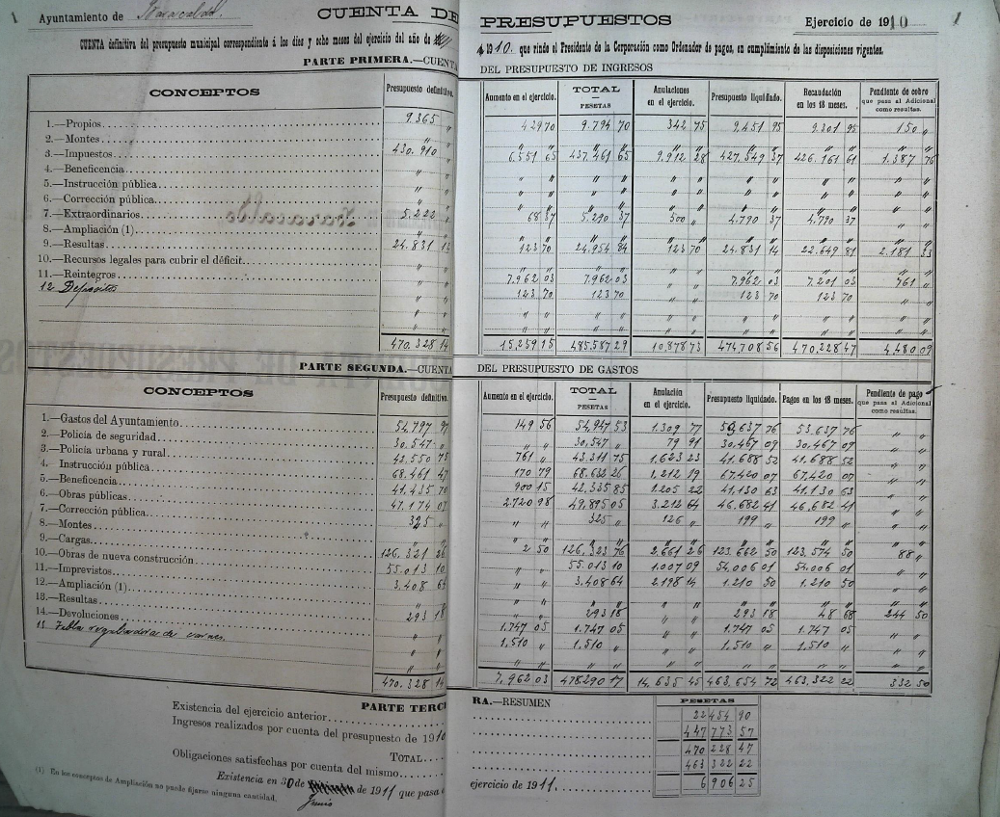 1 Ayuntamiento de Baracaldo. CUENTA DE PRESUPUESTOS Ejercicio de 1910 1
CUENTA definitiva del presupuesto municipal correspondiente á los diez y ocho meses del ejercicio del año de 1910. que rinde el Presidente de la Corporación como Ordenador de pagos, en cumplimiento de las disposiciones vigentes.
PARTE PRIMERA.—CUENTA DEL PRESUPUESTO DE INGRESOS
CONCEPTOS Presupuesto definitivo. Aumento en el ejercicio. TOTAL — PESETAS Anulaciones en el ejercicio. Presupuesto liquidado. Recaudación en los 18 meses. Pendiente de cobro que pasa al Adicional como resultas.
1.—Propios 9.365 " 429 70 9.794 70 342 75 9.451 95 9.301 95 150 "
2.—Montes " " " " " " "
3.—Impuestos 430.910 " 6.551 65 437.461 65 9.912 28 427.549 37 426.161 61 1.387 76
4.—Beneficencia " " " " " " "
5.—Instrucción pública " " " " " " "
6.—Corrección pública " " " " " " "
7.—Extraordinarios 5.222 " 68 37 5.290 37 500 " 4.790 37 4.790 37 "
8.—Ampliación (1) " " " " " " "
9.—Resultas 24.831 14 123 70 24.954 84 123 70 24.831 14 22.649 81 2.181 33
10.—Recursos legales para cubrir el déficit " " " " " " "
11.—Reintegros " 7.962 03 7.962 03 " 7.962 03 7.201 03 761 "
12 Depósitos " 123 70 123 70 " 123 70 123 70 "
470.328 14 15.259 15 485.587 29 10.878 73 474.708 56 470.228 47 4.480 09
PARTE SEGUNDA.—CUENTA DEL PRESUPUESTO DE GASTOS
CONCEPTOS Presupuesto definitivo. Aumento en el ejercicio. TOTAL — PESETAS Anulación en el ejercicio. Presupuesto liquidado. Pagos en los 18 meses. Pendiente de pago que pasa al Adicional como resultas.
1.—Gastos del Ayuntamiento 54.797 97 149 56 54.947 53 1.309 77 53.637 76 53.637 76 "
2.—Policía de seguridad 30.547 " " 30.547 " 79 91 30.467 09 30.467 09 "
3.—Policía urbana y rural 42.550 75 761 " 43.311 75 1.623 23 41.688 52 41.688 52 "
4. Instrucción pública 68.461 47 170 79 68.632 26 1.212 19 67.420 07 67.420 07 "
5.—Beneficencia 41.435 70 900 15 42.335 85 1.205 22 41.130 63 41.130 63 "
6.—Obras públicas 47.174 07 2.720 98 49.895 05 3.212 64 46.682 41 46.682 41 "
7.—Corrección pública 325 " " 325 " 126 " 199 " 199 " "
8.—Montes " " " " " " "
9.—Cargas 126.321 26 2 50 126.323 76 2.661 26 123.662 50 123.574 50 88 "
10.—Obras de nueva construcción 55.013 10 " 55.013 10 1.007 09 54.006 01 54.006 01 "
11.—Imprevistos 3.408 64 " 3.408 64 2.198 14 1.210 50 1.210 50 "
12.—Ampliación (1) " " " " " " "
13.—Resultas 293 18 " 293 18 " 293 18 48 68 244 50
14.—Devoluciones " 1.747 05 1.747 05 " 1.747 05 1.747 05 "
15 Tabla reguladora de carnes. " 1.510 " 1.510 " " 1.510 " 1.510 " "
470.328 14 7.962 03 478290 17 14.635 45 463.654 72 463.322 22 332 50
PARTE TERCERA.—RESUMEN PESETAS
Existencia del ejercicio anterior 22454 90
Ingresos realizados por cuenta del presupuesto de 1910 447773 57
TOTAL 470228 47
Obligaciones satisfechas por cuenta del mismo 463322 22
Existencia en 30 de Junio de 1911 que pasa ejercicio de 1911. 6906 25
(1) En los conceptos de Ampliación no puede fijarse ninguna cantidad.